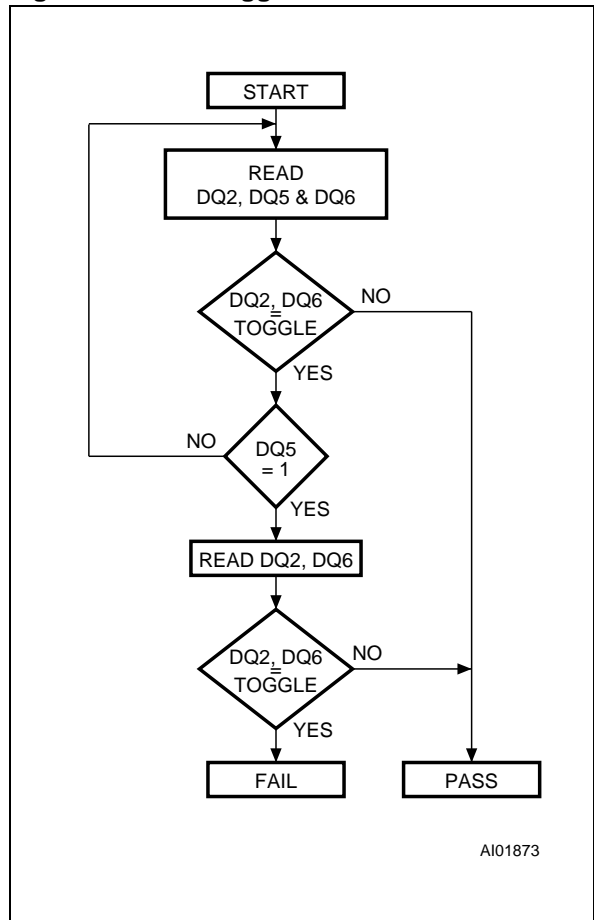 START
READ
DQ2, DQ5 & DQ6
DQ2, DQ6
=
TOGGLE
NO
YES
NO
DQ5
= 1
YES
READ DQ2, DQ6
DQ2, DQ6
=
TOGGLE
NO
YES
FAIL
PASS
AI01873